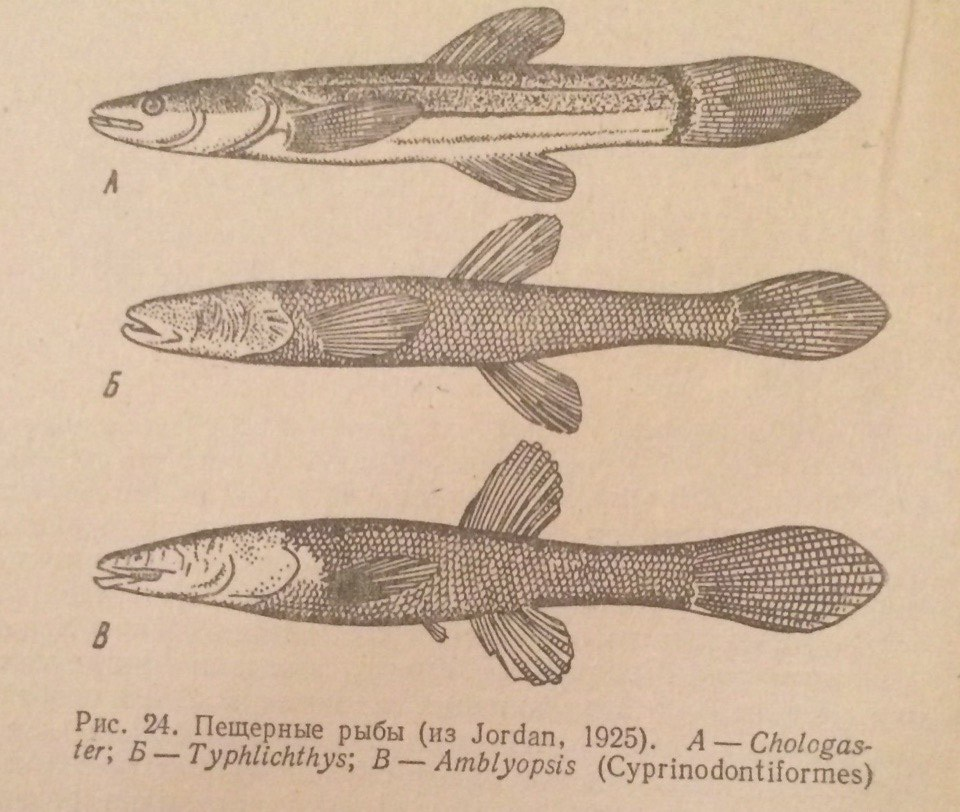 А
Б
В
Рис. 24. Пещерные рыбы (из Jordan, 1925). А — Chologas-
ter; Б — Typhlichthys; В — Amblyopsis (Cyprinodontiformes)